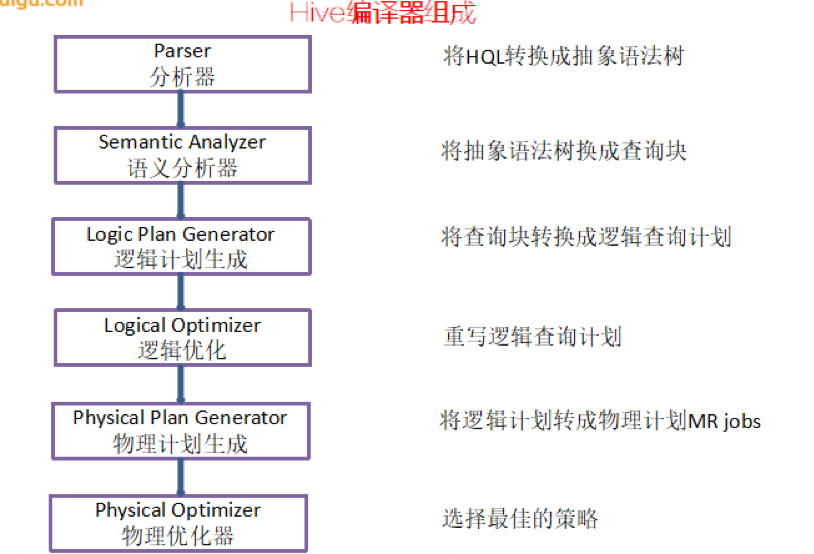 Hive编译器组成
Parser
分析器
将HQL转换成抽象语法树
Semantic Analyzer
语义分析器
将抽象语法树换成查询块
Logic Plan Generator
逻辑计划生成
将查询块转换成逻辑查询计划
Logical Optimizer
逻辑优化
重写逻辑查询计划
Physical Plan Generator
物理计划生成
将逻辑计划转成物理计划MR jobs
Physical Optimizer
物理优化器
选择最佳的策略